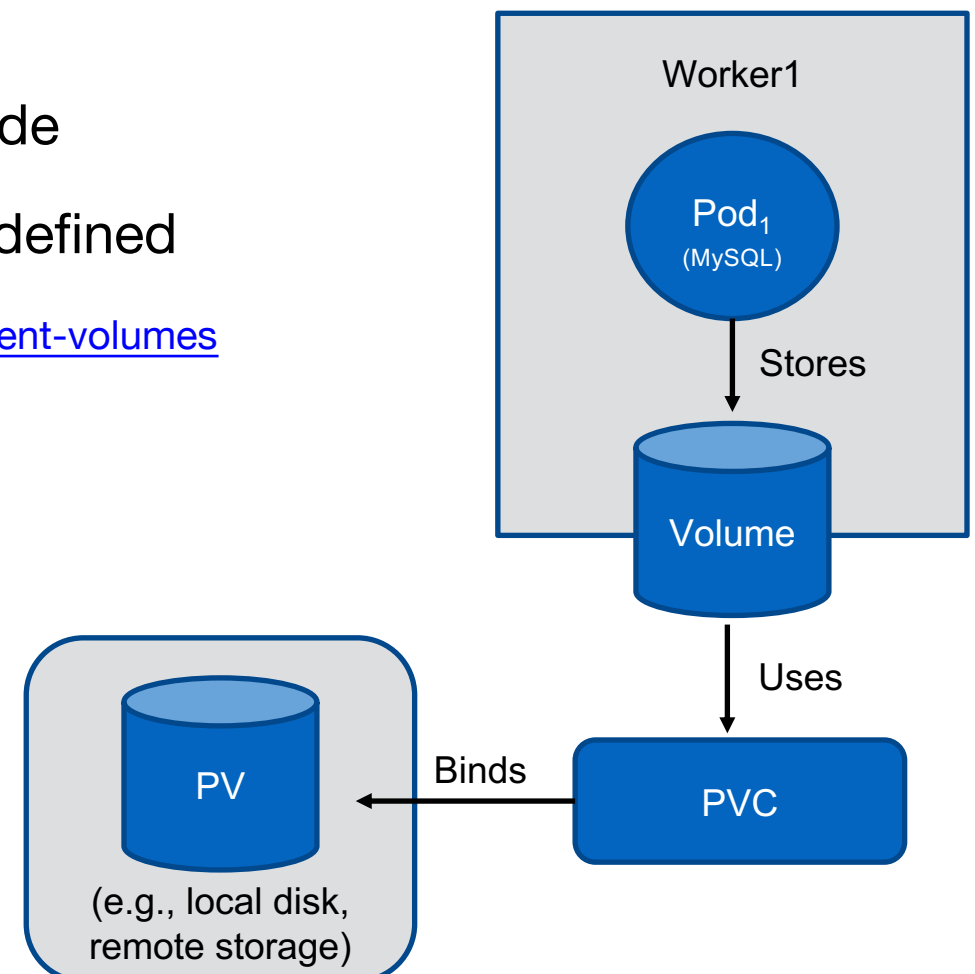 de
defined
ent-volumes
Worker1
Pod₁
(MySQL)
Stores
Volume
Uses
PVC
Binds
PV
(e.g., local disk,
remote storage)